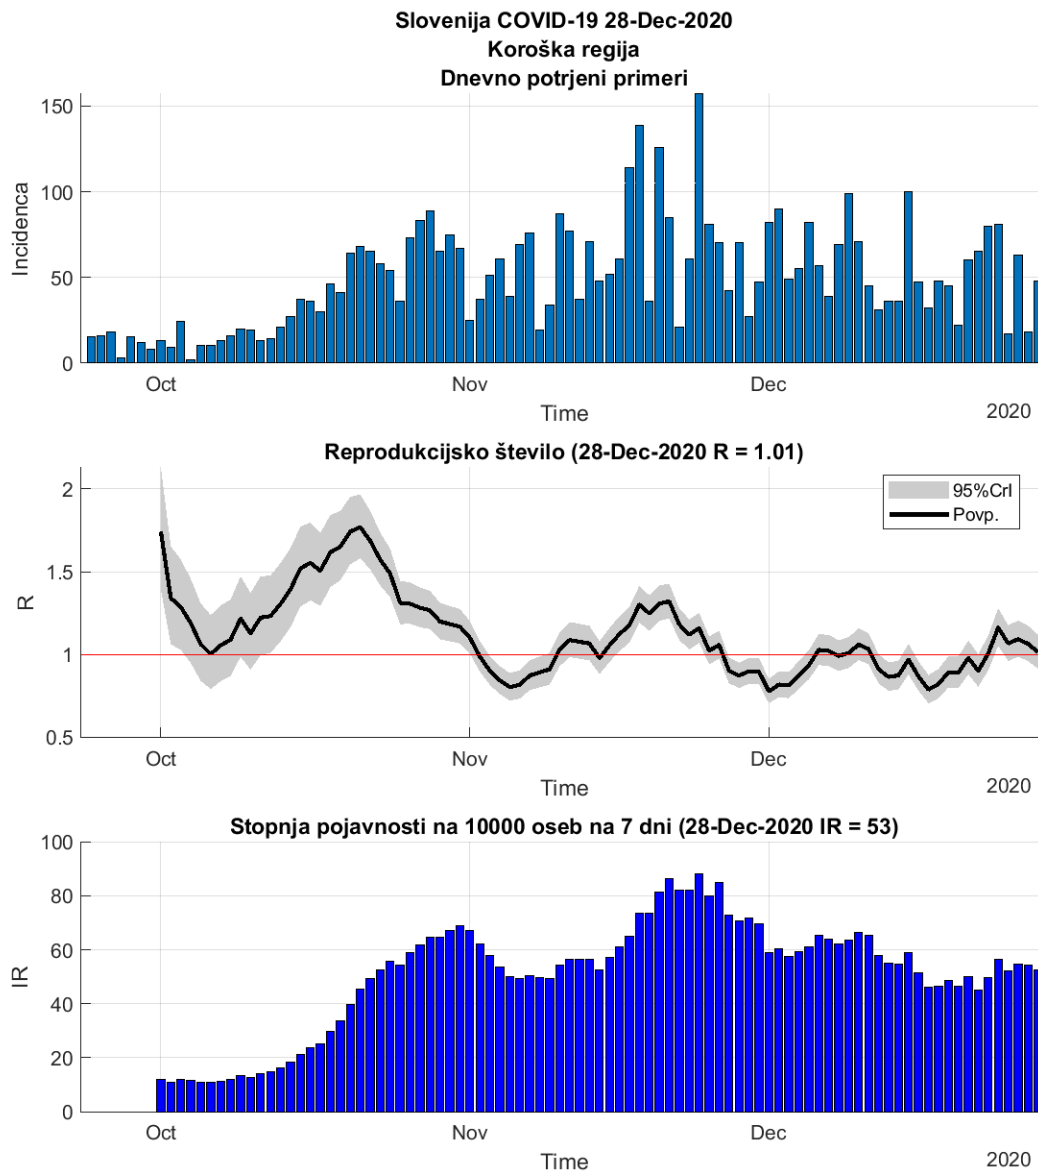 Slovenija COVID-19 28-Dec-2020
Koroška regija
Dnevno potrjeni primeri
150
100
50
0
Incidenca
Oct
Nov
Dec
Time
2020
Reprodukcijsko število (28-Dec-2020 R = 1.01)
2
1.5
1
0.5
R
95%CrI
Povp.
Oct
Nov
Dec
Time
2020
Stopnja pojavnosti na 10000 oseb na 7 dni (28-Dec-2020 IR = 53)
100
80
60
40
20
0
IR
Oct
Nov
Dec
Time
2020